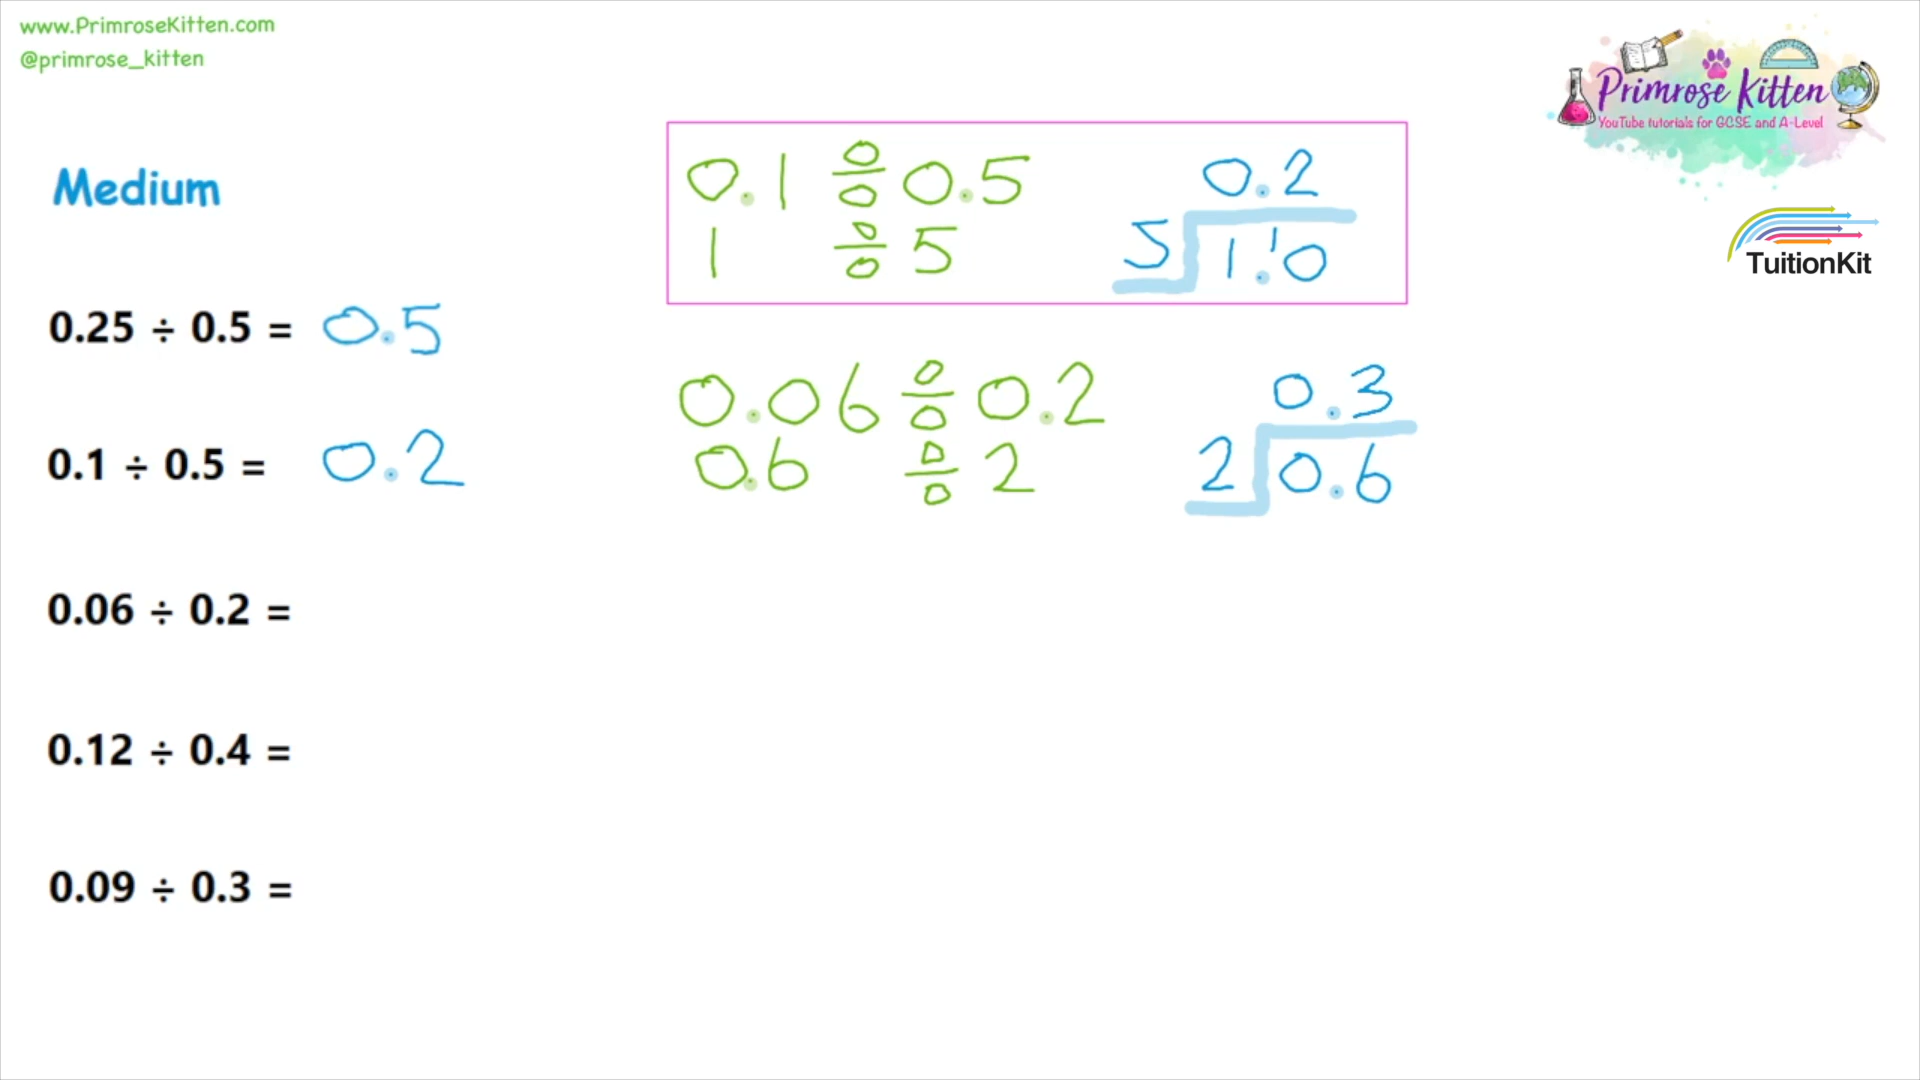 www.PrimroseKitten.com
@primrose_kitten
Primrose Kitten
YouTube tutorials for GCSE and A-Level
TuitionKit
Medium
0.25 ÷ 0.5 = 0.5
0.1 ÷ 0.5 = 0.2
0.06 ÷ 0.2 =
0.12 ÷ 0.4 =
0.09 ÷ 0.3 =
0.1 ÷ 0.5
1 ÷ 5
0.2
5 1.10
0.06 ÷ 0.2
0.6 ÷ 2
0.3
2 0.6